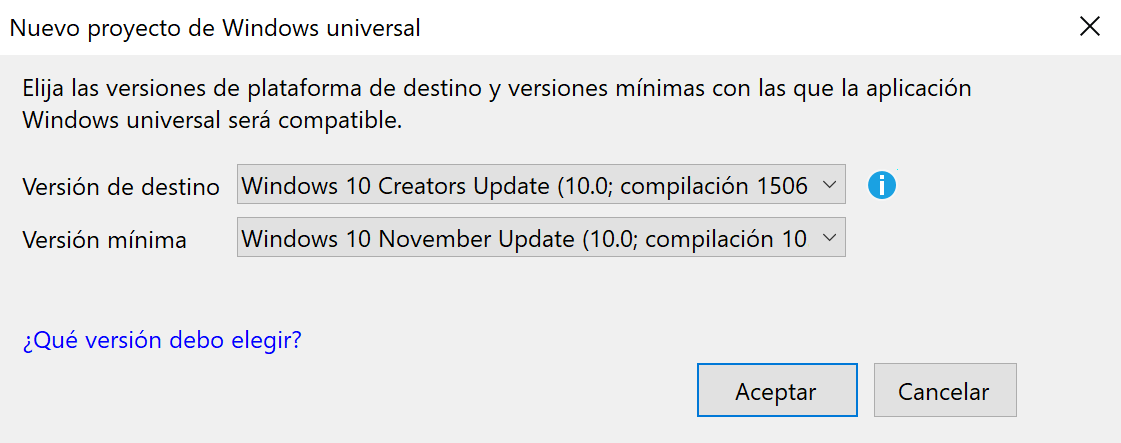 Nuevo proyecto de Windows universal
Elija las versiones de plataforma de destino y versiones mínimas con las que la aplicación
Windows universal será compatible.
Versión de destino
Windows 10 Creators Update (10.0; compilación 1506
Versión mínima
Windows 10 November Update (10.0; compilación 10
¿Qué versión debo elegir?
Aceptar
Cancelar